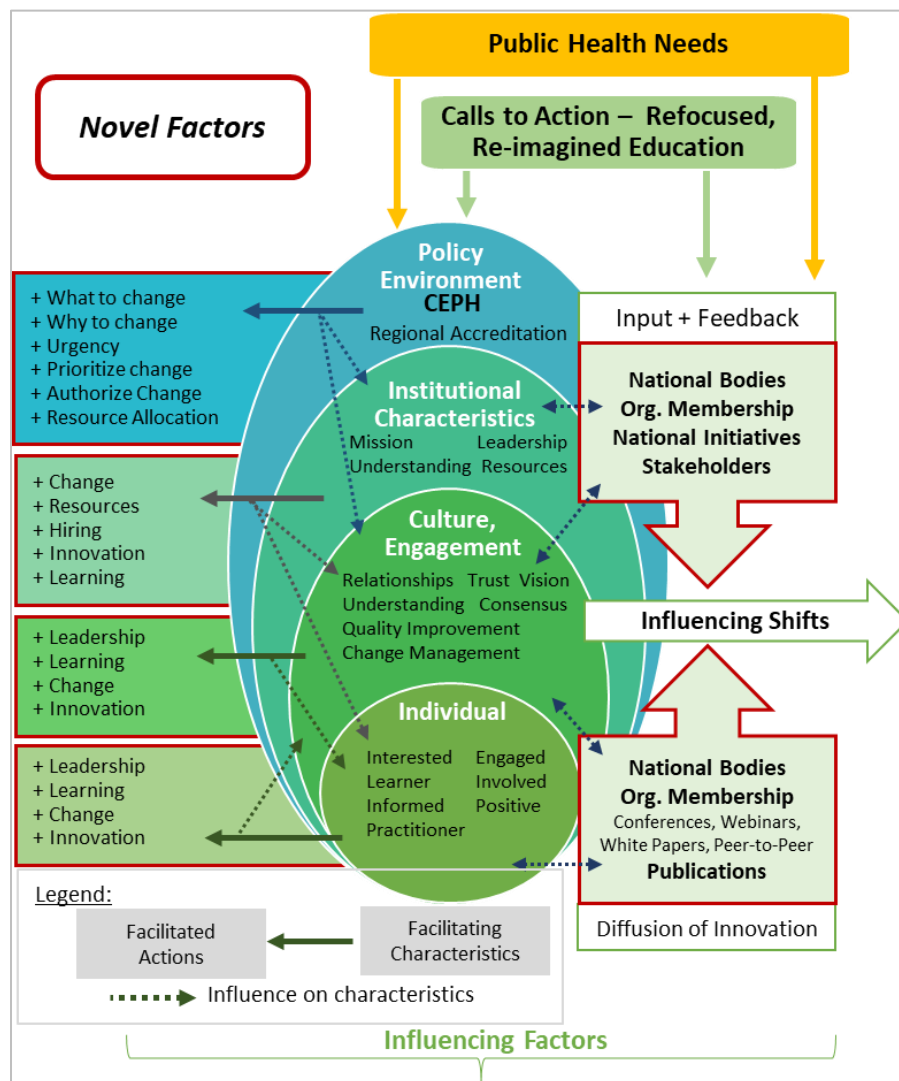 Public Health Needs
Novel Factors
Calls to Action – Refocused,
Re-imagined Education
Policy
Environment
CEPH
Regional Accreditation
+ What to change
+ Why to change
+ Urgency
+ Prioritize change
+ Authorize Change
+ Resource Allocation
Input + Feedback
National Bodies
Org. Membership
National Initiatives
Stakeholders
Institutional
Characteristics
Mission Leadership
Understanding Resources
+ Change
+ Resources
+ Hiring
+ Innovation
+ Learning
Culture,
Engagement
Relationships Trust Vision
Understanding Consensus
Quality Improvement
Change Management
Influencing Shifts
+ Leadership
+ Learning
+ Change
+ Innovation
Individual
Interested Engaged
Learner Involved
Informed Positive
Practitioner
+ Leadership
+ Learning
+ Change
+ Innovation
National Bodies
Org. Membership
Conferences, Webinars,
White Papers, Peer-to-Peer
Publications
Diffusion of Innovation
Legend:
Facilitated
Actions
Facilitating
Characteristics
Influence on characteristics
Influencing Factors